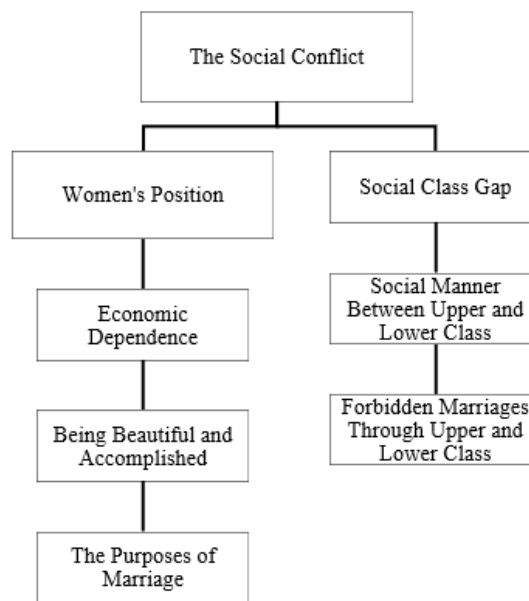 The Social Conflict
Women's Position
Social Class Gap
Economic
Dependence
Social Manner
Between Upper and
Lower Class
Being Beautiful and
Accomplished
Forbidden Marriages
Through Upper and
Lower Class
The Purposes of
Marriage